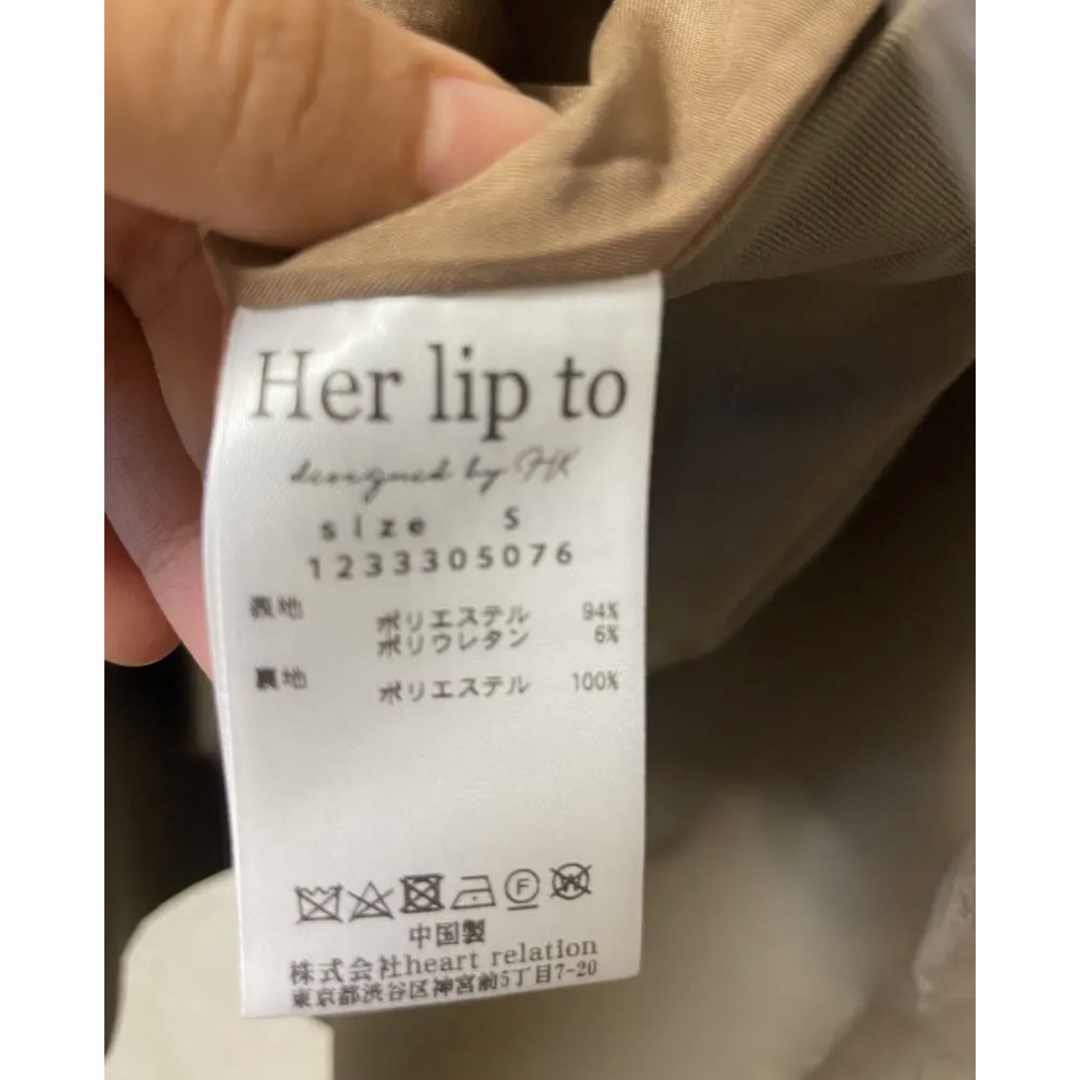 Her lip to
designed by HK
size S
1233305076
表地 ポリエステル 94%
ポリウレタン 6%
裏地 ポリエステル 100%
F W
中国製
株式会社heart relation
東京都渋谷区神宮前5丁目7-20